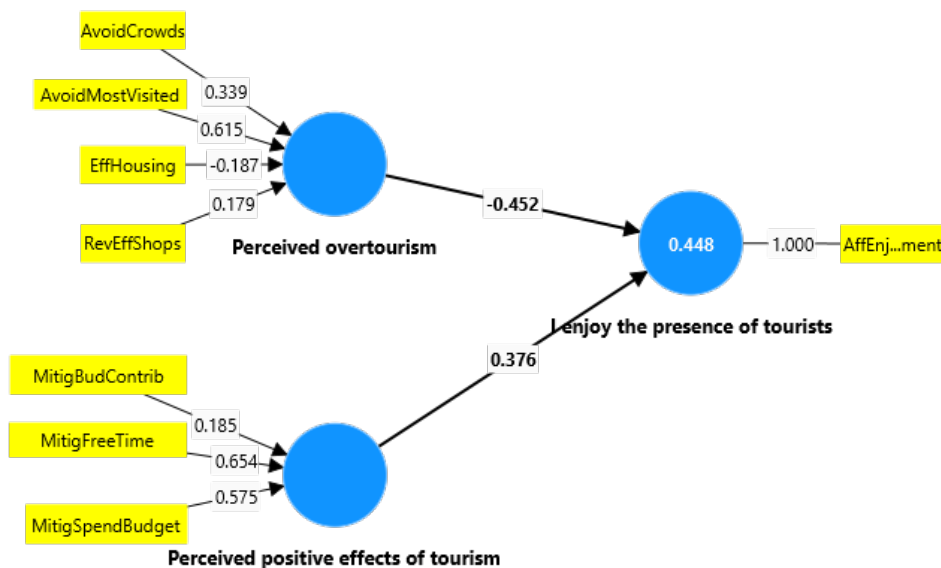 AvoidCrowds
0.339
AvoidMostVisited
0.615
EffHousing
-0.187
0.179
RevEffShops
Perceived overtourism
-0.452
0.448
1.000
AffEnj...ment
I enjoy the presence of tourists
0.376
MitigBudContrib
0.185
MitigFreeTime
0.654
0.575
MitigSpendBudget
Perceived positive effects of tourism